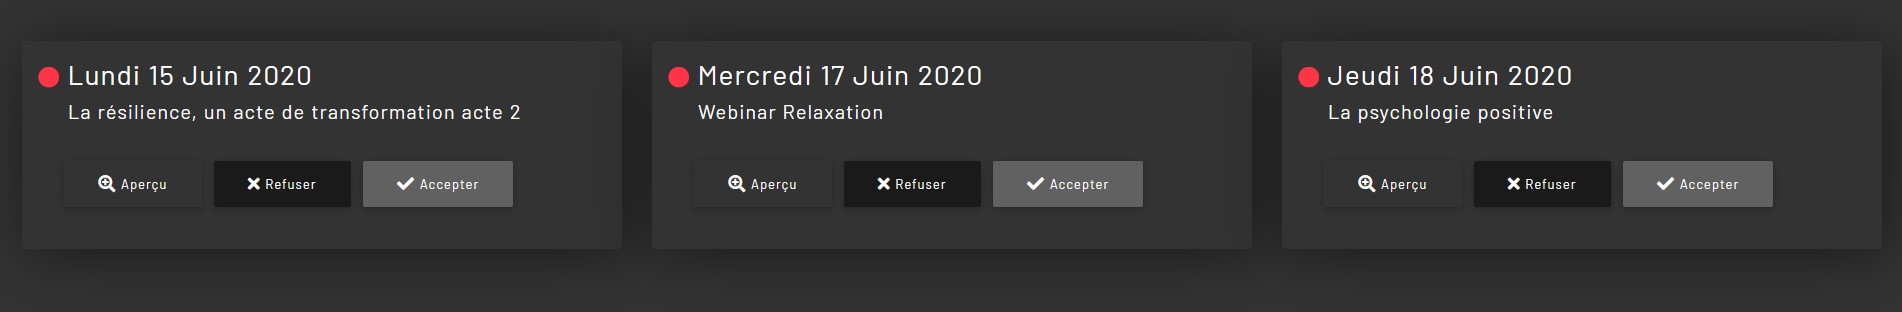 Lundi 15 Juin 2020
La résilience, un acte de transformation acte 2
Aperçu
Refuser
Accepter
Mercredi 17 Juin 2020
Webinar Relaxation
Aperçu
Refuser
Accepter
Jeudi 18 Juin 2020
La psychologie positive
Aperçu
Refuser
Accepter